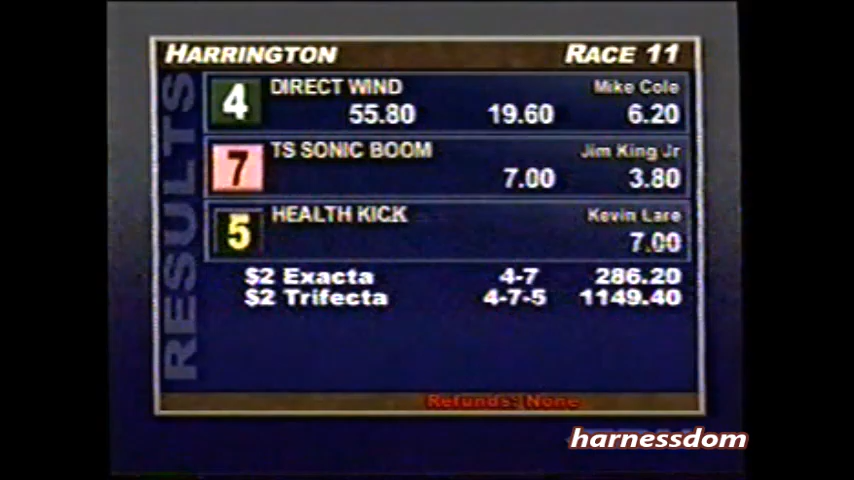 HARRINGTON RACE 11
RESULTS
4 DIRECT WIND Mike Cole
55.80 19.60 6.20
7 TS SONIC BOOM Jim King Jr
7.00 3.80
5 HEALTH KICK Kevin Lare
7.00
$2 Exacta 4-7 286.20
$2 Trifecta 4-7-5 1149.40
Refunds: None
harnessdom